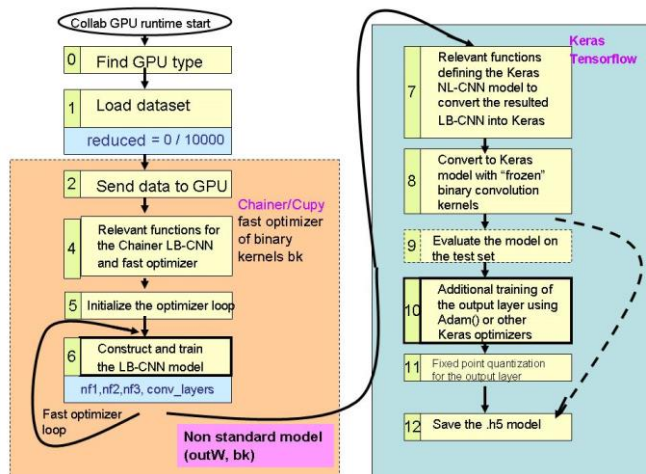 Collab GPU runtime start
0
Find GPU type
1
Load dataset
reduced = 0 / 10000
2
Send data to GPU
Chainer/Cupy
fast optimizer
of binary
kernels bk
4
Relevant functions for
the Chainer LB-CNN
and fast optimizer
5
Initialize the optimizer loop
6
Construct and train
the LB-CNN model
nf1,nf2,nf3, conv_layers
Fast optimizer
loop
Non standard model
(outW, bk)
Keras
Tensorflow
7
Relevant functions
defining the Keras
NL-CNN model to
convert the resulted
LB-CNN into Keras
8
Convert to Keras
model with “frozen”
binary convolution
kernels
9
Evaluate the model on
the test set
10
Additional training of
the output layer using
Adam() or other
Keras optimizers
11
Fixed point quantization
for the output layer
12
Save the .h5 model